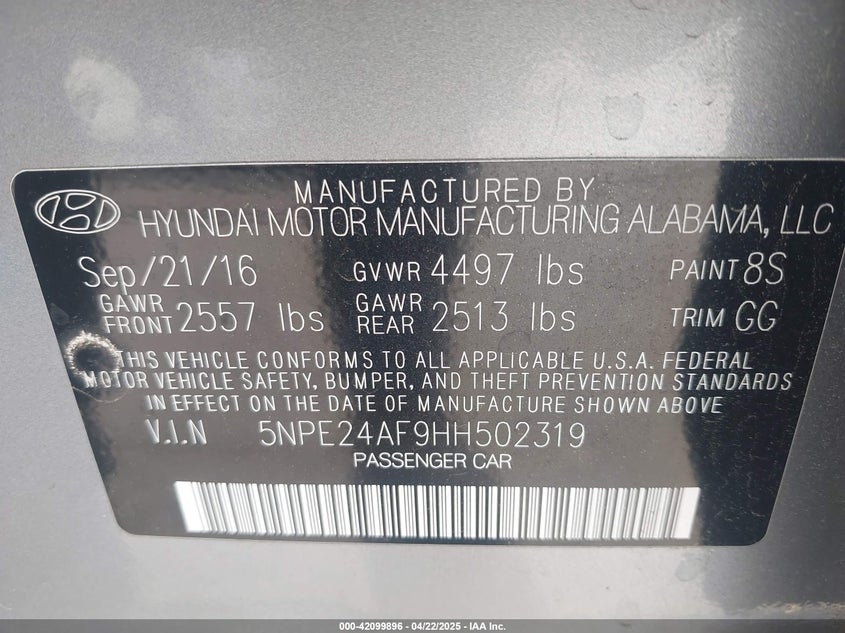 MANUFACTURED BY
HYUNDAI MOTOR MANUFACTURING ALABAMA, LLC
Sep/21/16 GVWR 4497 lbs PAINT 8S
GAWR FRONT 2557 lbs GAWR REAR 2513 lbs TRIM GG
THIS VEHICLE CONFORMS TO ALL APPLICABLE U.S.A. FEDERAL
MOTOR VEHICLE SAFETY, BUMPER, AND THEFT PREVENTION STANDARDS
IN EFFECT ON THE DATE OF MANUFACTURE SHOWN ABOVE
V.I.N 5NPE24AF9HH502319
PASSENGER CAR
000-42099896 - 04/22/2025 - IAA Inc.